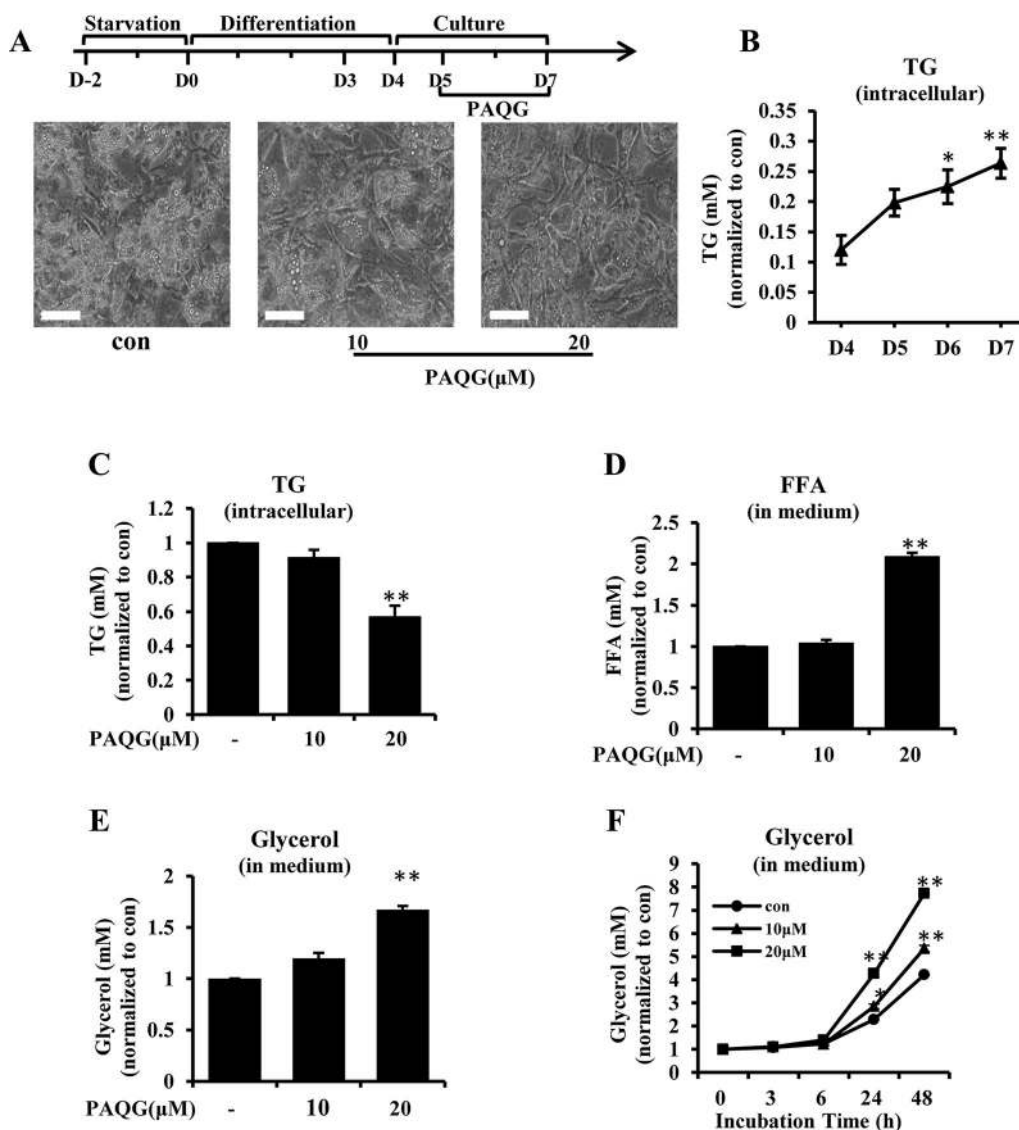 A
Starvation Differentiation Culture
D-2 D0 D3 D4 D5 D7
PAQG
con
10 20
PAQG(μM)
B
TG
(intracellular)
TG (mM)
(normalized to con)
0.35
0.3
0.25
0.2
0.15
0.1
0.05
0
*
**
D4 D5 D6 D7
C
TG
(intracellular)
TG (mM)
(normalized to con)
1.2
1
0.8
0.6
0.4
0.2
0
**
PAQG(μM) - 10 20
D
FFA
(in medium)
FFA (mM)
(normalized to con)
2.5
2
1.5
1
0.5
0
**
PAQG(μM) - 10 20
E
Glycerol
(in medium)
Glycerol (mM)
(normalized to con)
2
1.5
1
0.5
0
**
PAQG(μM) - 10 20
F
Glycerol
(in medium)
Glycerol (mM)
(normalized to con)
9
8
7
6
5
4
3
2
1
0
con
10μM
20μM
**
**
**
*
0 3 6 24 48
Incubation Time (h)